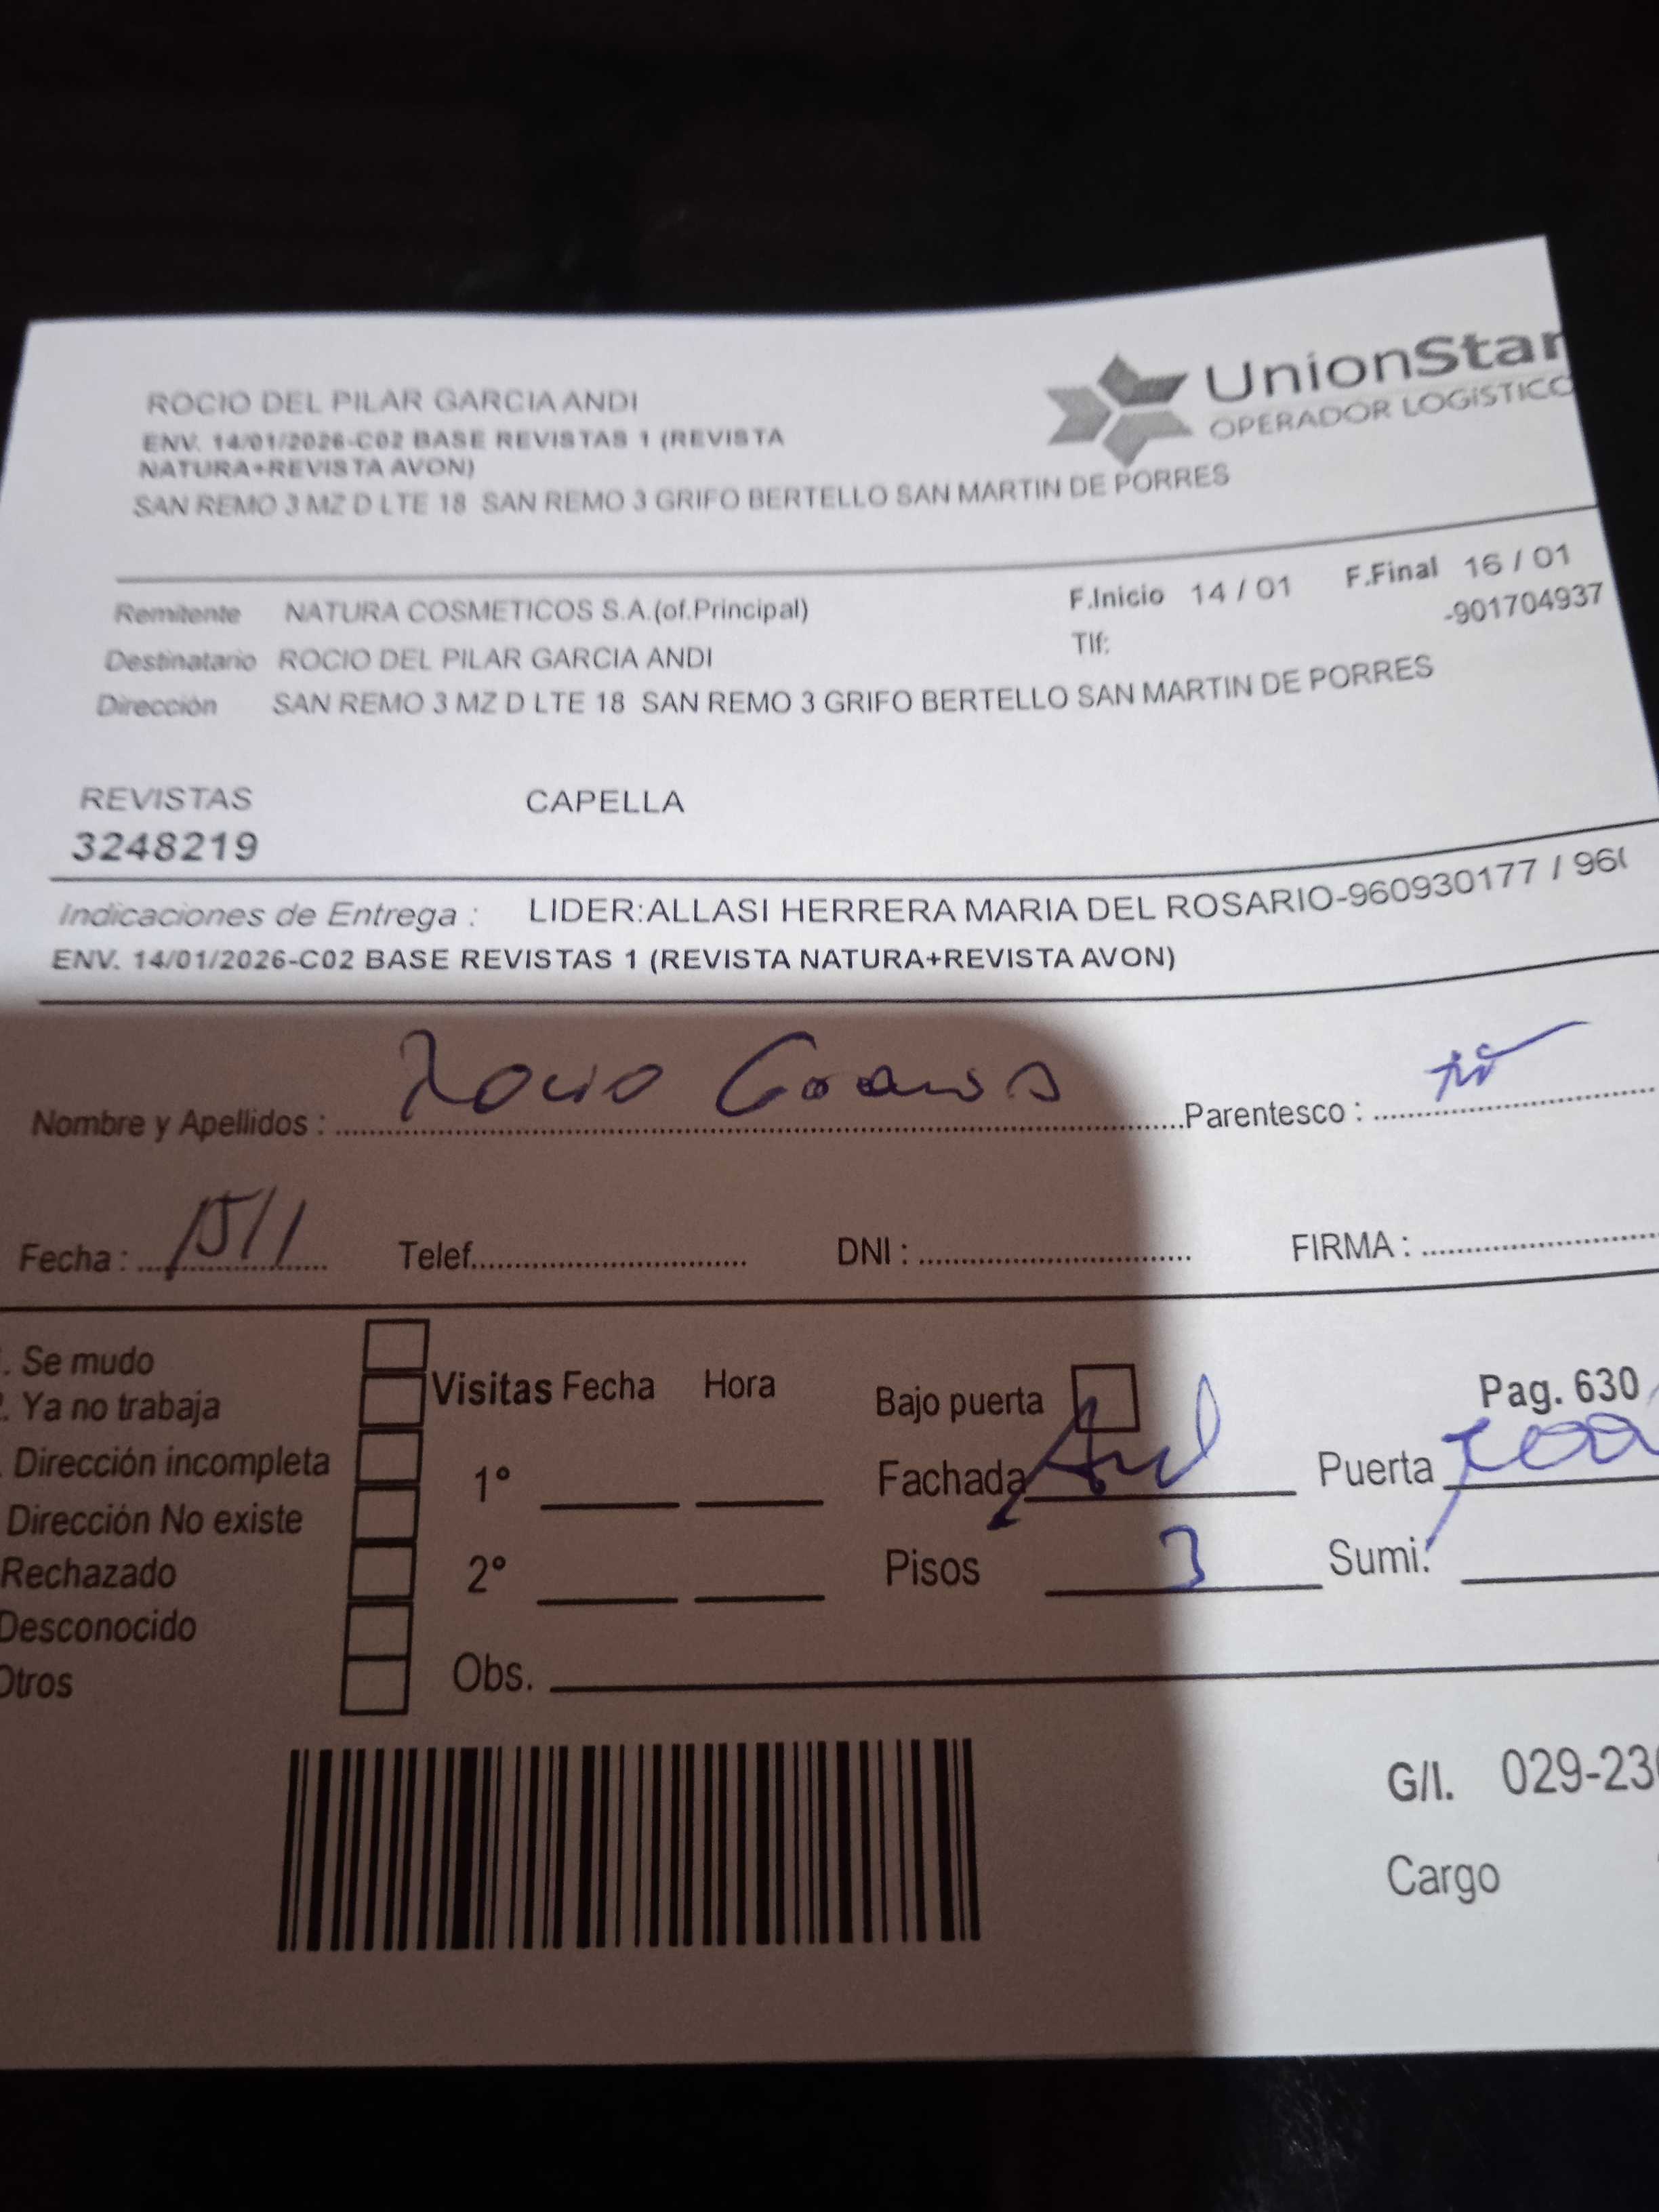 UnionStar
OPERADOR LOGÍSTICO
ROCIO DEL PILAR GARCIA ANDI
ENV. 14/01/2026-C02 BASE REVISTAS 1 (REVISTA
NATURA+REVISTA AVON)
SAN REMO 3 MZ D LTE 18 SAN REMO 3 GRIFO BERTELLO SAN MARTIN DE PORRES
Remitente NATURA COSMETICOS S.A.(of.Principal) F.Inicio 14 / 01 F.Final 16 / 01
Destinatario ROCIO DEL PILAR GARCIA ANDI Tlf: -901704937
Dirección SAN REMO 3 MZ D LTE 18 SAN REMO 3 GRIFO BERTELLO SAN MARTIN DE PORRES
REVISTAS CAPELLA
3248219
Indicaciones de Entrega : LIDER:ALLASI HERRERA MARIA DEL ROSARIO-960930177 / 960
ENV. 14/01/2026-C02 BASE REVISTAS 1 (REVISTA NATURA+REVISTA AVON)
Nombre y Apellidos : Rocio Parentesco :
Fecha : 15/1 Telef. DNI : FIRMA :
. Se mudo
. Ya no trabaja
. Dirección incompleta
Dirección No existe
Rechazado
Desconocido
Otros
Visitas Fecha Hora
1°
2°
Obs.
Bajo puerta Pag. 630
Fachada Puerta
Pisos 3 Sumi.
G/I. 029-23
Cargo